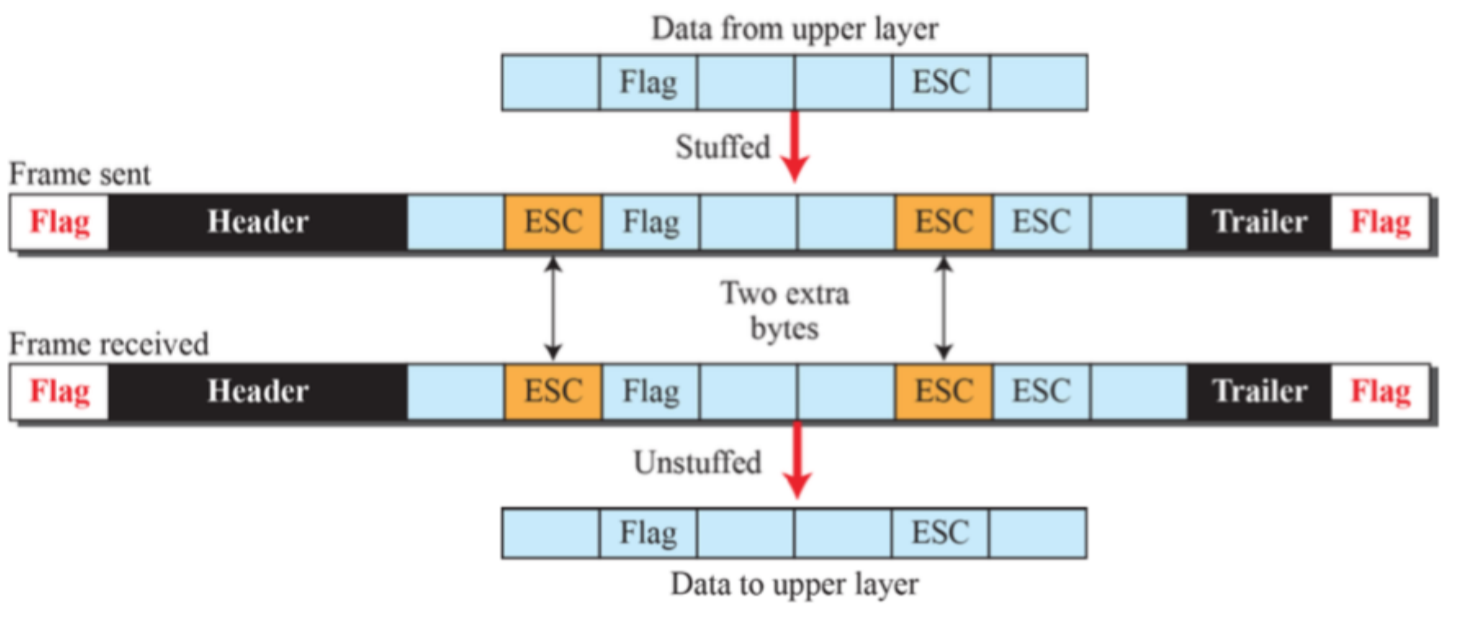 Data from upper layer
Flag ESC
Stuffed
Frame sent
Flag Header ESC Flag ESC ESC Trailer Flag
Two extra
bytes
Frame received
Flag Header ESC Flag ESC ESC Trailer Flag
Unstuffed
Flag ESC
Data to upper layer